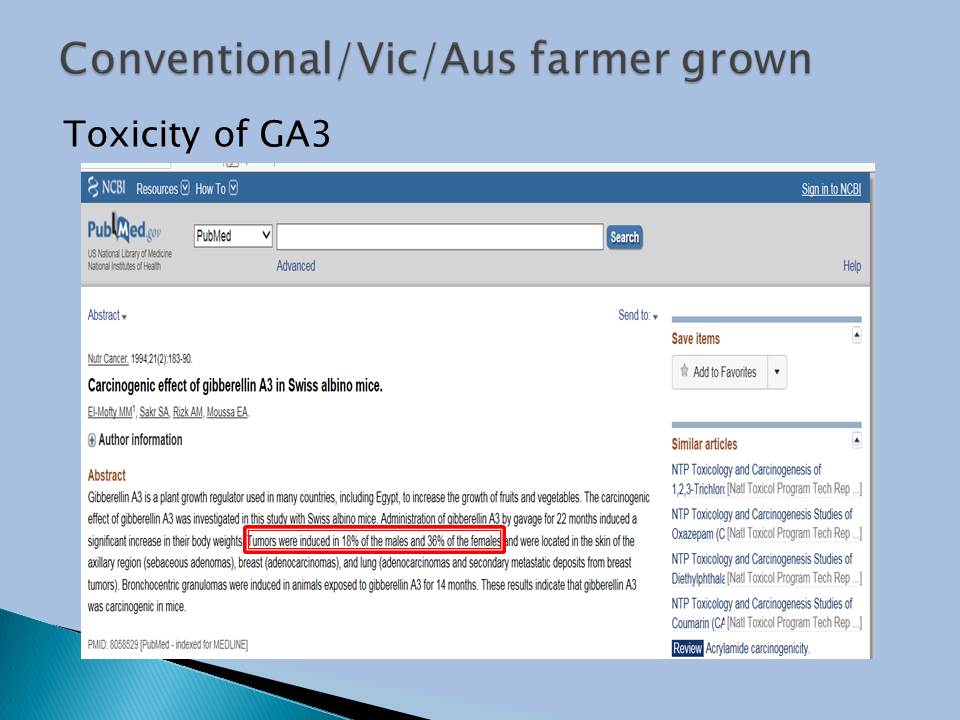 Conventional/Vic/Aus farmer grown
Toxicity of GA3
NCBI Resources How To Sign in to NCBI
PubMed.gov
US National Library of Medicine
National Institutes of Health
PubMed
Search
Advanced
Help
Abstract
Send to:
Nutr Cancer. 1994;21(2):183-90.
Carcinogenic effect of gibberellin A3 in Swiss albino mice.
El-Mofty MM1, Sakr SA, Rizk AM, Moussa EA.
Author information
Abstract
Gibberellin A3 is a plant growth regulator used in many countries, including Egypt, to increase the growth of fruits and vegetables. The carcinogenic
effect of gibberellin A3 was investigated in this study with Swiss albino mice. Administration of gibberellin A3 by gavage for 22 months induced a
significant increase in their body weights. Tumors were induced in 18% of the males and 36% of the females and were located in the skin of the
axillary region (sebaceous adenomas), breast (adenocarcinomas), and lung (adenocarcinomas and secondary metastatic deposits from breast
tumors). Bronchocentric granulomas were induced in animals exposed to gibberellin A3 for 14 months. These results indicate that gibberellin A3
was carcinogenic in mice.
PMID: 8058529 [PubMed - indexed for MEDLINE]
Save items
Add to Favorites
Similar articles
NTP Toxicology and Carcinogenesis of
1,2,3-Trichlor [Natl Toxicol Program Tech Rep ...]
NTP Toxicology and Carcinogenesis Studies of
Oxazepam (C [Natl Toxicol Program Tech Rep ...]
NTP Toxicology and Carcinogenesis Studies of
Diethylphthala [Natl Toxicol Program Tech Rep ...]
NTP Toxicology and Carcinogenesis Studies of
Coumarin (CA [Natl Toxicol Program Tech Rep ...]
Review Acrylamide carcinogenicity.